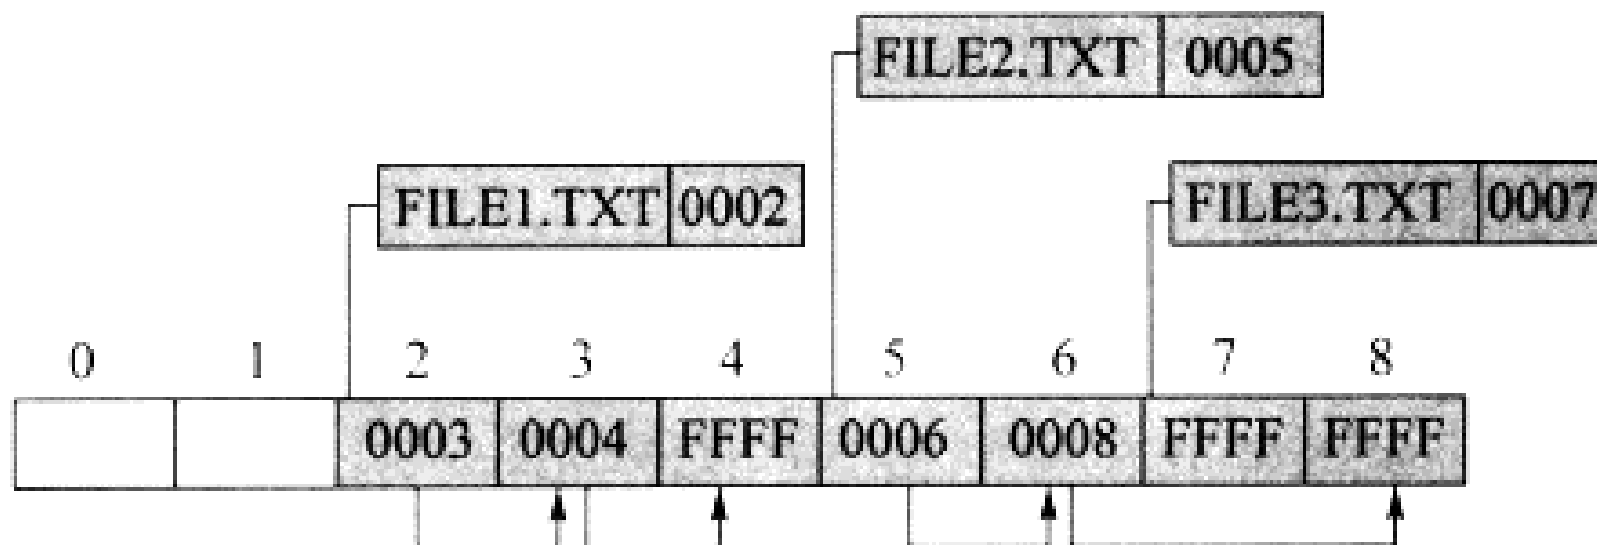 FILE2.TXT 0005
FILE1.TXT 0002
FILE3.TXT 0007
0 1 2 3 4 5 6 7 8
0003 0004 FFFF 0006 0008 FFFF FFFF